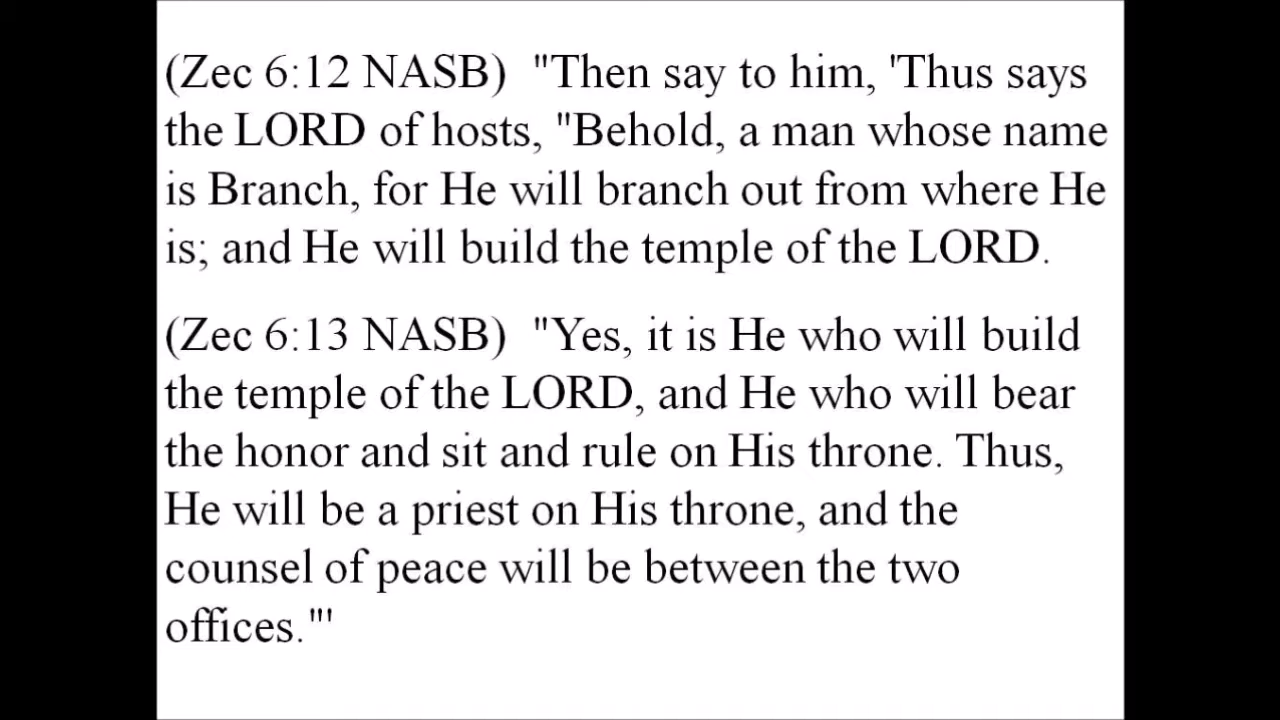 (Zec 6:12 NASB)  "Then say to him, 'Thus says
the LORD of hosts, "Behold, a man whose name
is Branch, for He will branch out from where He
is; and He will build the temple of the LORD.
(Zec 6:13 NASB)  "Yes, it is He who will build
the temple of the LORD, and He who will bear
the honor and sit and rule on His throne. Thus,
He will be a priest on His throne, and the
counsel of peace will be between the two
offices."'